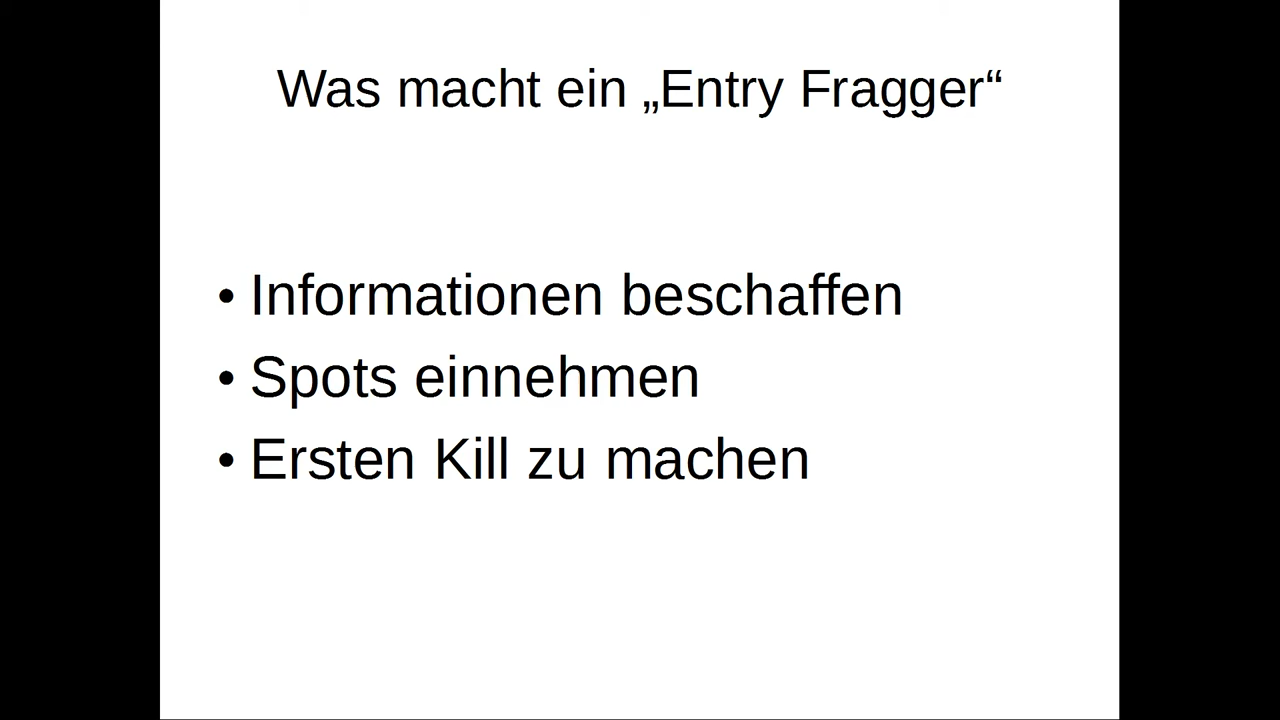 Was macht ein „Entry Fragger“
• Informationen beschaffen
• Spots einnehmen
• Ersten Kill zu machen